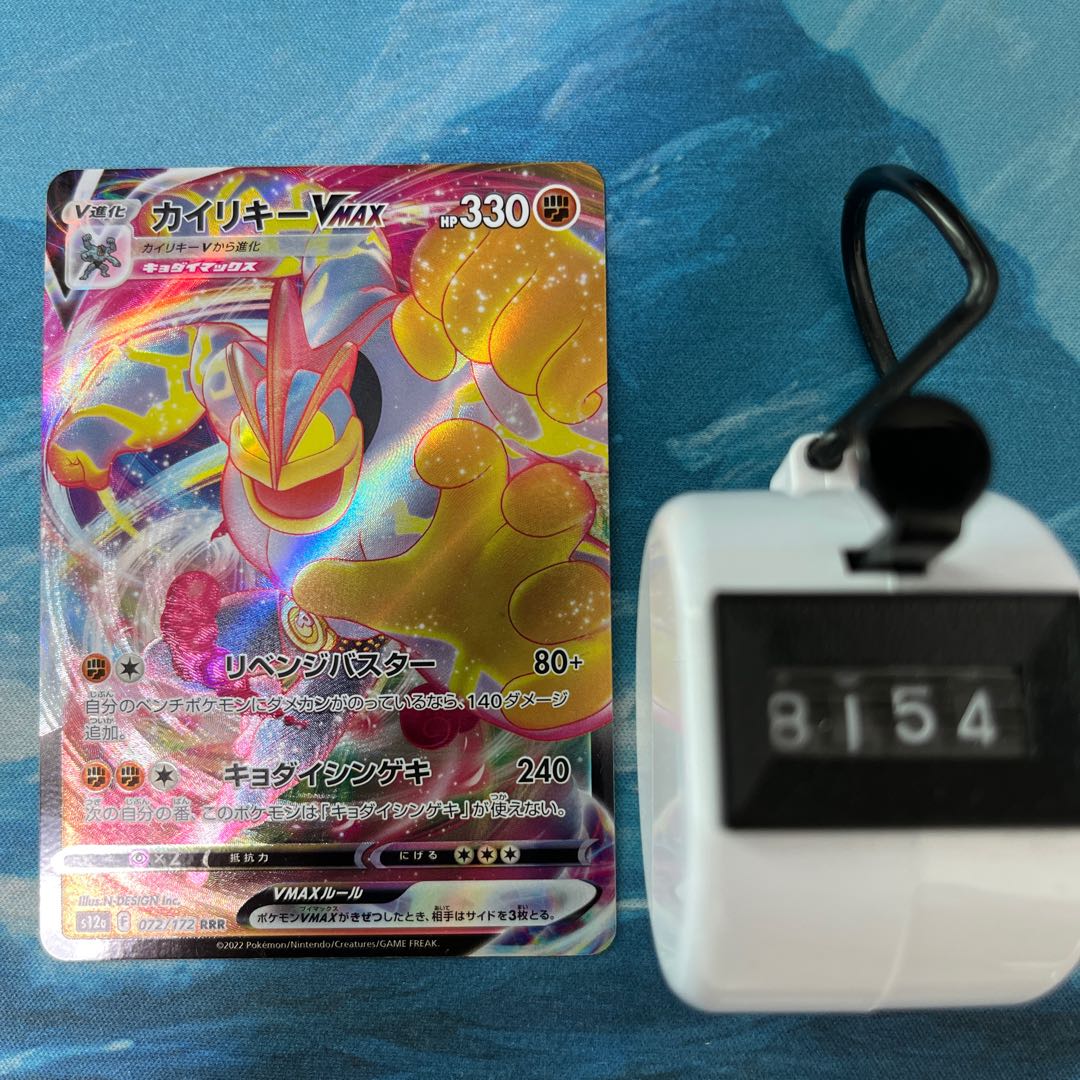 V進化
カイリキーVMAX
HP330
カイリキーVから進化
キョダイマックス
リベンジバスター 80+
自分のベンチポケモンにダメカンがのっているなら、140ダメージ
追加。
キョダイシンゲキ 240
次の自分の番、このポケモンは「キョダイシンゲキ」が使えない。
×2 抵抗力 にげる
VMAXルール
ポケモンVMAXがきぜつしたとき、相手はサイドを3枚とる。
Illus.N-DESIGN Inc.
s12a F 072/172 RRR
©2022 Pokémon/Nintendo/Creatures/GAME FREAK.
8154